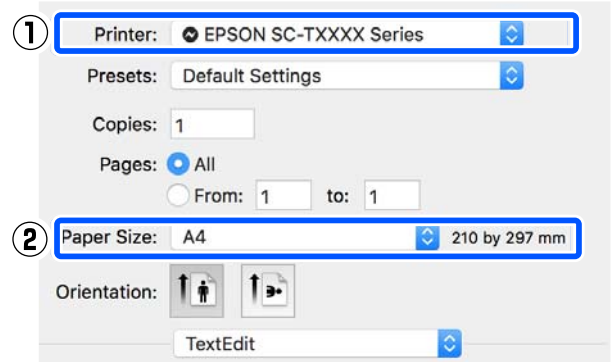 ① Printer: EPSON SC-TXXXX Series
Presets: Default Settings
Copies: 1
Pages: All
From: 1 to: 1
② Paper Size: A4 210 by 297 mm
Orientation:
TextEdit